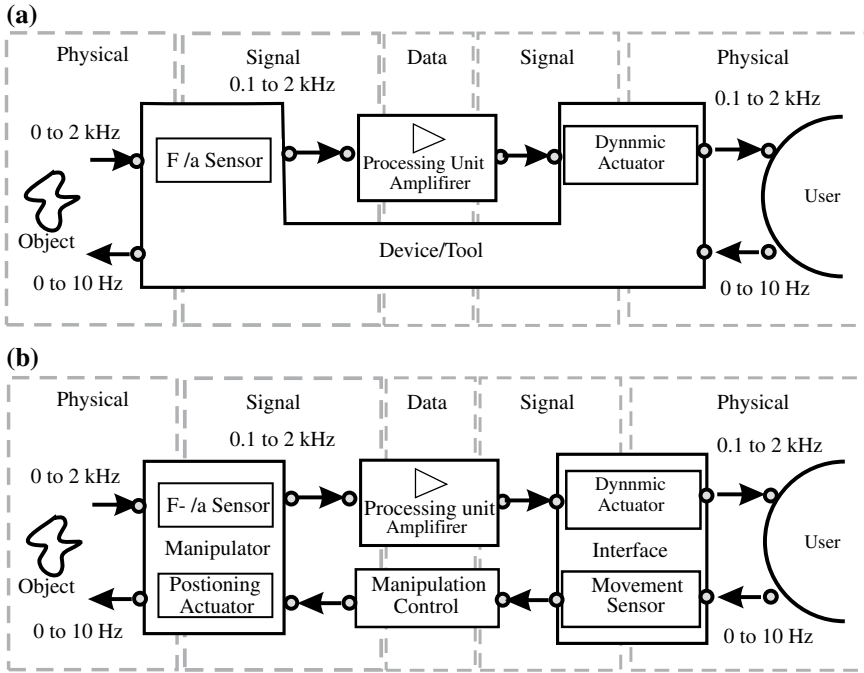 (a)
Physical Signal Data Signal Physical
0.1 to 2 kHz
0.1 to 2 kHz
0 to 2 kHz
F /a Sensor
Processing Unit
Amplifirer
Dynnmic
Actuator
User
Object
Device/Tool
0 to 10 Hz
0 to 10 Hz
(b)
Physical Signal Data Signal Physical
0.1 to 2 kHz
0.1 to 2 kHz
0 to 2 kHz
F- /a Sensor
Processing unit
Amplifirer
Dynnmic
Actuator
Manipulator
Interface
User
Object
Postioning
Actuator
Manipulation
Control
Movement
Sensor
0 to 10 Hz
0 to 10 Hz